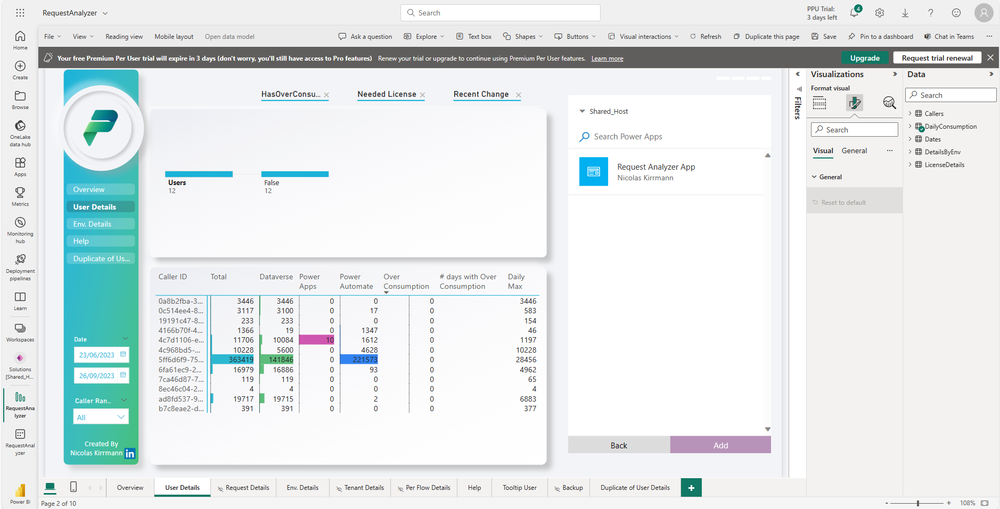 RequestAnalyzer
Search
PPU Trial:
3 days left
4
File
View
Reading view
Mobile layout
Open data model
Ask a question
Explore
Text box
Shapes
Buttons
Visual interactions
Refresh
Duplicate this page
Save
Pin to a dashboard
Chat in Teams
Your free Premium Per User trial will expire in 3 days (don't worry, you'll still have access to Pro features) Renew your trial or upgrade to continue using Premium Per User features. Learn more
Upgrade
Request trial renewal
Home
Create
Browse
OneLake
data hub
Apps
Metrics
Monitoring
hub
Deployment
pipelines
Learn
Workspaces
Solutions
[Shared_H...
RequestAna
lyzer
RequestAnal
yzer
Power BI
Overview
User Details
Env. Details
Help
Duplicate of Us...
Date
23/06/2023
26/09/2023
Caller Ran...
All
Created By
Nicolas Kirrmann in
HasOverConsu...
Needed License
Recent Change
Users
12
False
12
Caller ID Total Dataverse Power Apps Power Automate Over Consumption # days with Over Consumption Daily Max
0a8b2fba-3... 3446 3446 0 0 0 3446
0c514ee4-8... 3117 3100 0 17 0 583
19191c47-8... 233 233 0 0 0 154
4166b70f-4... 1366 19 0 1347 0 46
4c7d1106-e... 11706 10084 10 1612 0 1197
4c968bd5-... 10228 5600 0 4628 0 10228
5ff6d6f9-75... 363419 141846 0 221573 0 28456
6fa61ec9-2... 16979 16886 0 93 0 4962
7ca46d87-7... 119 119 0 0 0 65
8ec46c04-2... 4 4 0 0 0 4
ad8fd537-9... 19717 19715 0 2 0 6883
b7c8eae2-d... 391 391 0 0 0 377
Shared_Host
Search Power Apps
Request Analyzer App
Nicolas Kirrmann
Back
Add
Filters
Visualizations
Format visual
Search
Visual
General
General
Reset to default
Data
Search
Callers
DailyConsumption
Dates
DetailsByEnv
LicenseDetails
Overview
User Details
Request Details
Env. Details
Tenant Details
Per Flow Details
Help
Tooltip User
Backup
Duplicate of User Details
Page 2 of 10
108%